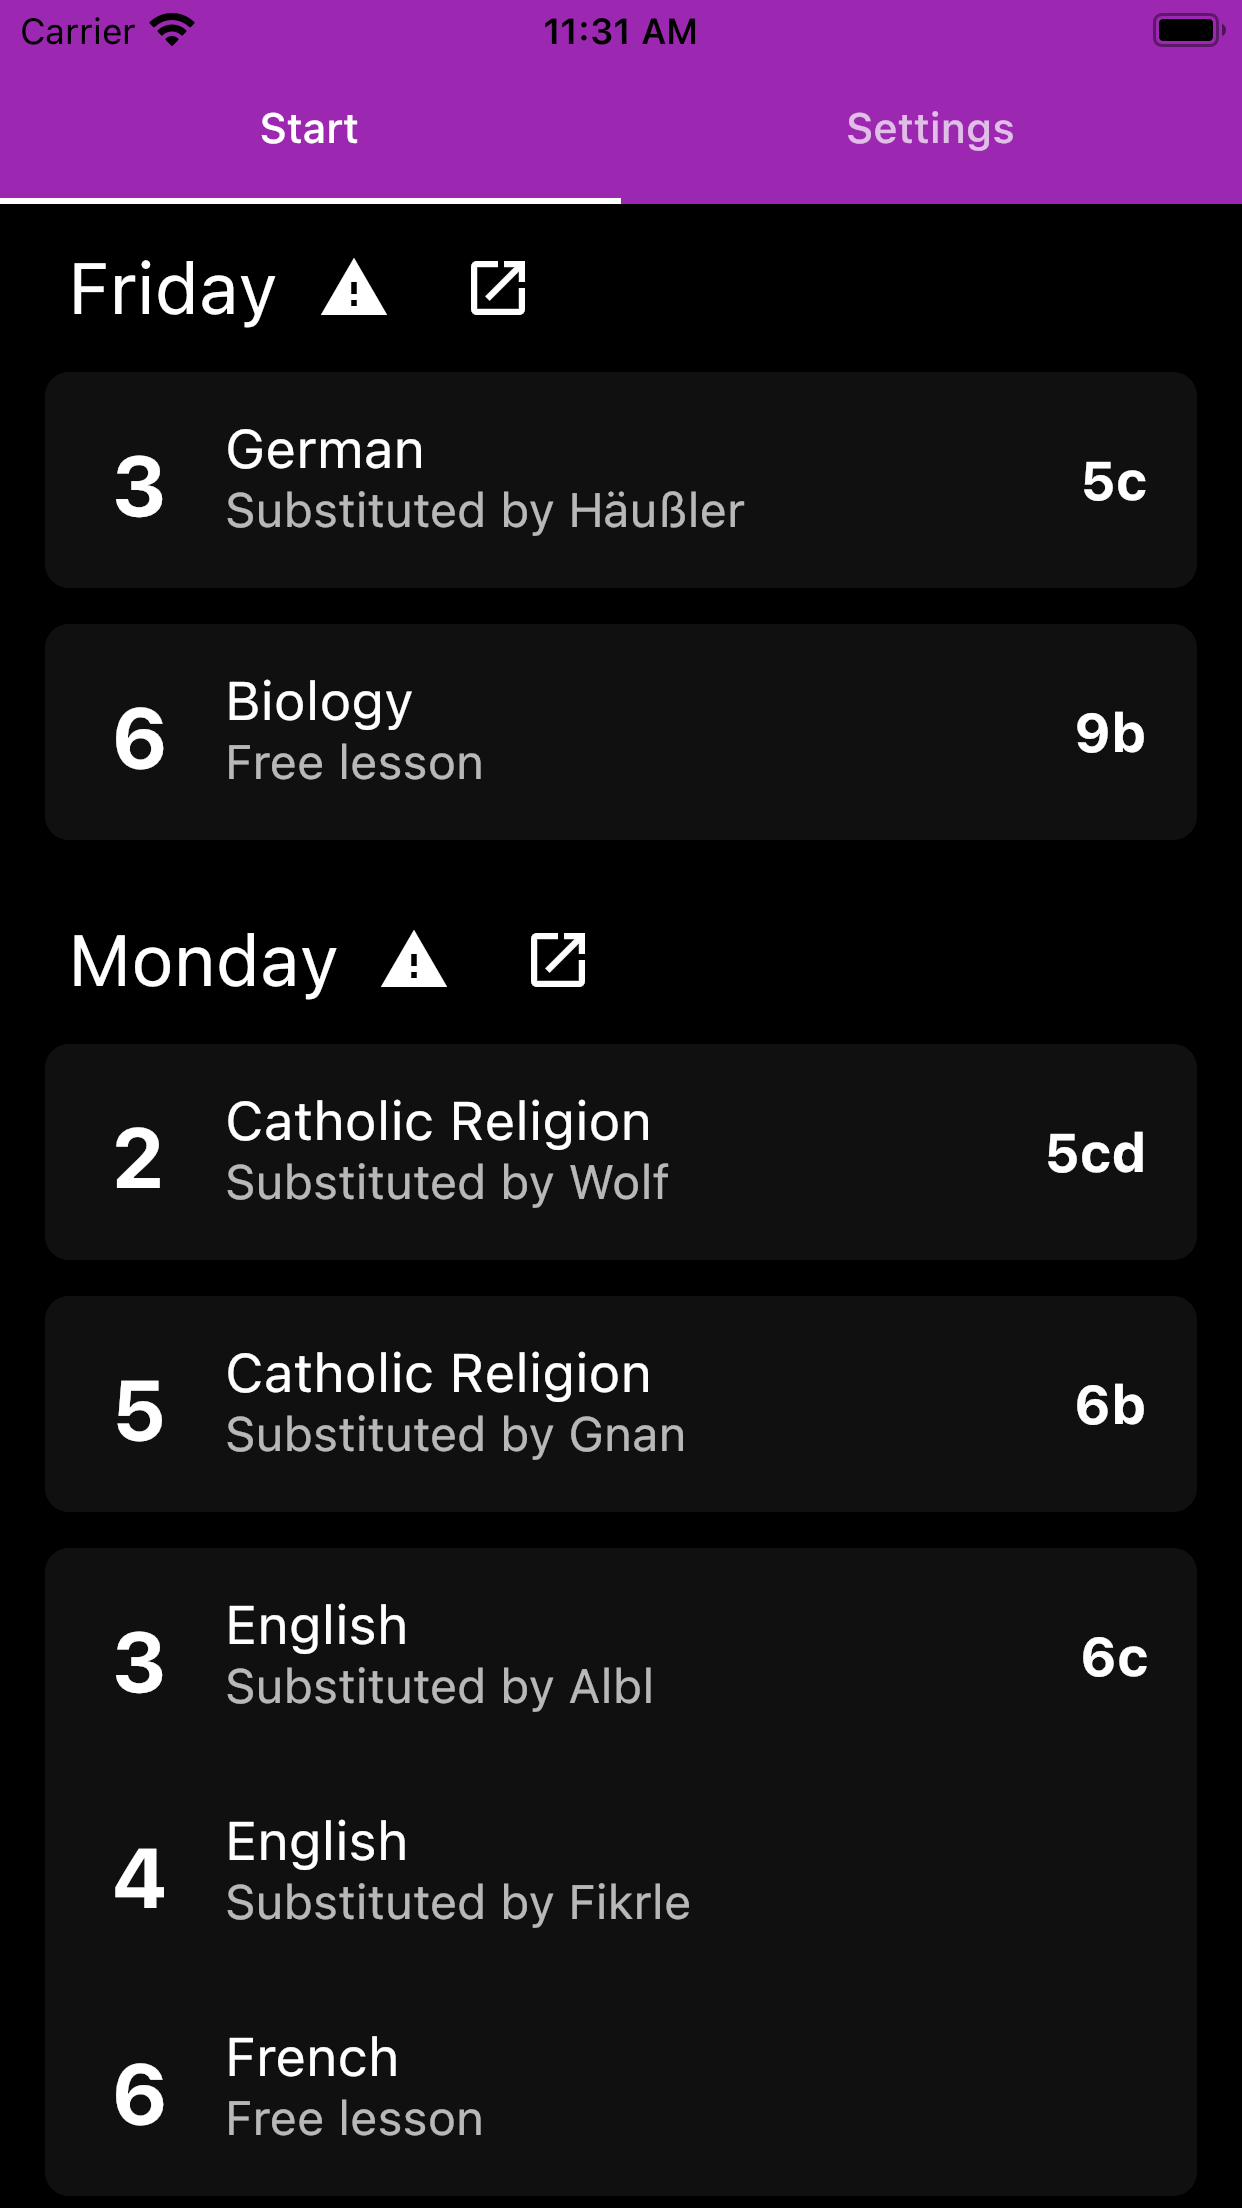 Carrier 11:31 AM
Start Settings
Friday
3 German 5c
Substituted by Häußler
6 Biology 9b
Free lesson
Monday
2 Catholic Religion 5cd
Substituted by Wolf
5 Catholic Religion 6b
Substituted by Gnan
3 English 6c
Substituted by Albl
4 English
Substituted by Fikrle
6 French
Free lesson